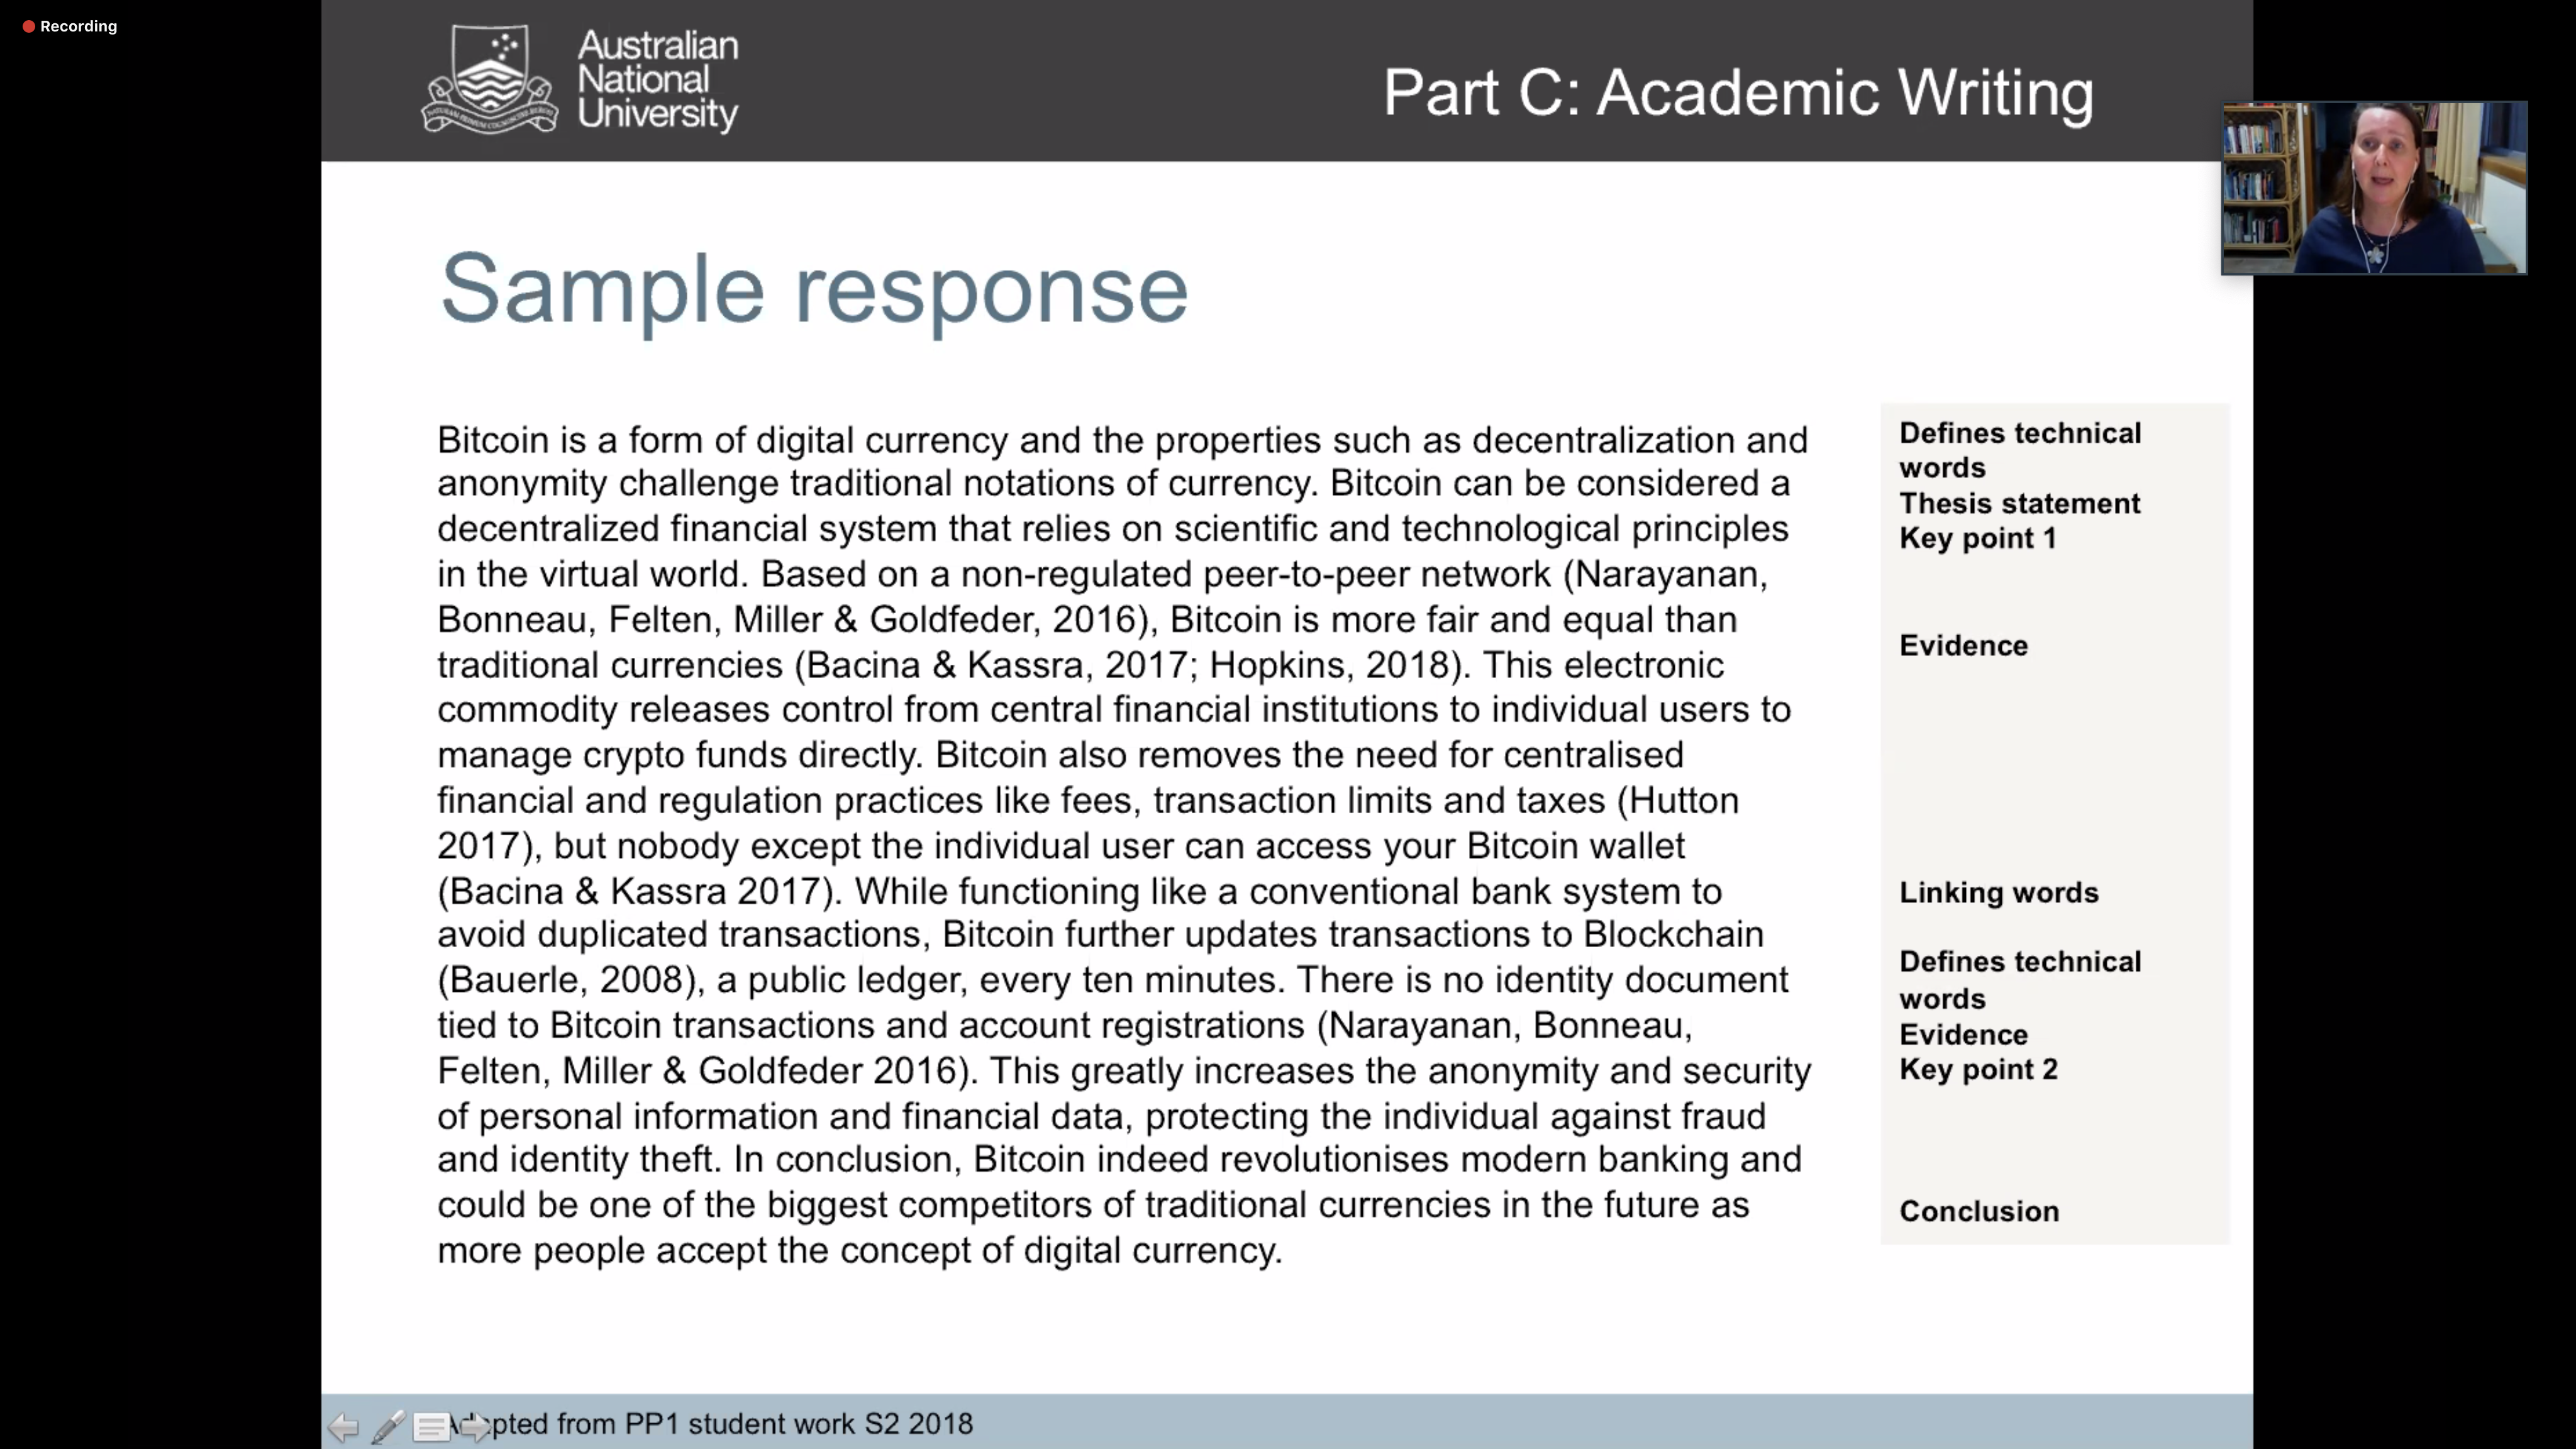 Recording
Australian
National
University
Part C: Academic Writing
Sample response
Bitcoin is a form of digital currency and the properties such as decentralization and
anonymity challenge traditional notations of currency. Bitcoin can be considered a
decentralized financial system that relies on scientific and technological principles
in the virtual world. Based on a non-regulated peer-to-peer network (Narayanan,
Bonneau, Felten, Miller & Goldfeder, 2016), Bitcoin is more fair and equal than
traditional currencies (Bacina & Kassra, 2017; Hopkins, 2018). This electronic
commodity releases control from central financial institutions to individual users to
manage crypto funds directly. Bitcoin also removes the need for centralised
financial and regulation practices like fees, transaction limits and taxes (Hutton
2017), but nobody except the individual user can access your Bitcoin wallet
(Bacina & Kassra 2017). While functioning like a conventional bank system to
avoid duplicated transactions, Bitcoin further updates transactions to Blockchain
(Bauerle, 2008), a public ledger, every ten minutes. There is no identity document
tied to Bitcoin transactions and account registrations (Narayanan, Bonneau,
Felten, Miller & Goldfeder 2016). This greatly increases the anonymity and security
of personal information and financial data, protecting the individual against fraud
and identity theft. In conclusion, Bitcoin indeed revolutionises modern banking and
could be one of the biggest competitors of traditional currencies in the future as
more people accept the concept of digital currency.
Defines technical
words
Thesis statement
Key point 1
Evidence
Linking words
Defines technical
words
Evidence
Key point 2
Conclusion
Adapted from PP1 student work S2 2018